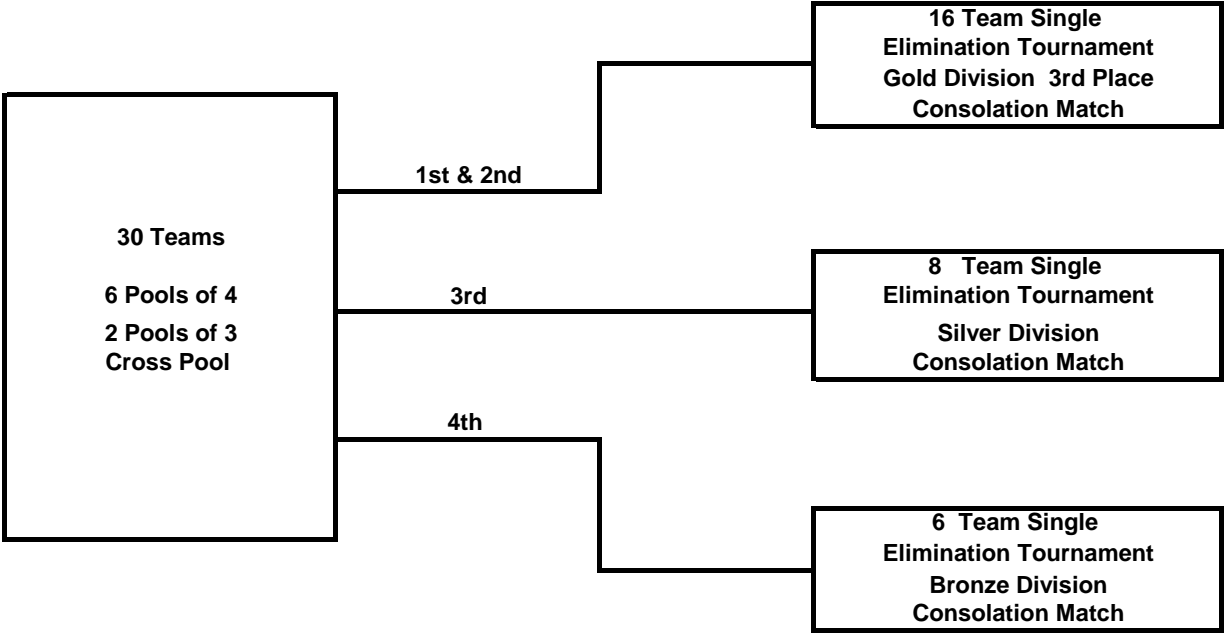 30 Teams
6 Pools of 4
2 Pools of 3
Cross Pool
1st & 2nd
3rd
4th
16 Team Single
Elimination Tournament
Gold Division 3rd Place
Consolation Match
8 Team Single
Elimination Tournament
Silver Division
Consolation Match
6 Team Single
Elimination Tournament
Bronze Division
Consolation Match